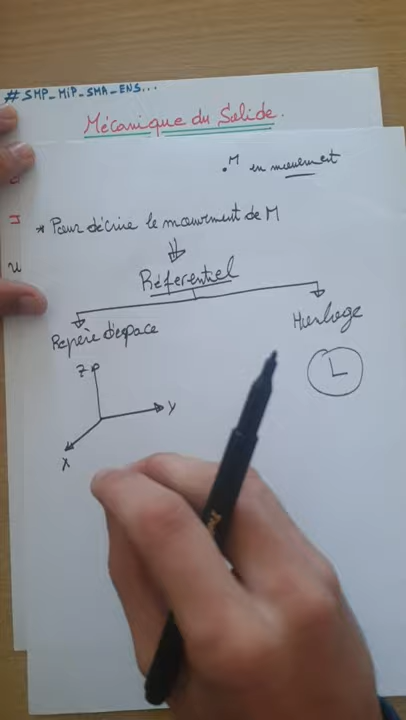 #SMP_MiP_SMA_ENS...
Mécanique du Solide.
.M en mouvement
* Pour décrire le mouvement de M
Référentiel
Repère d'espace
Horloge
Z
Y
X